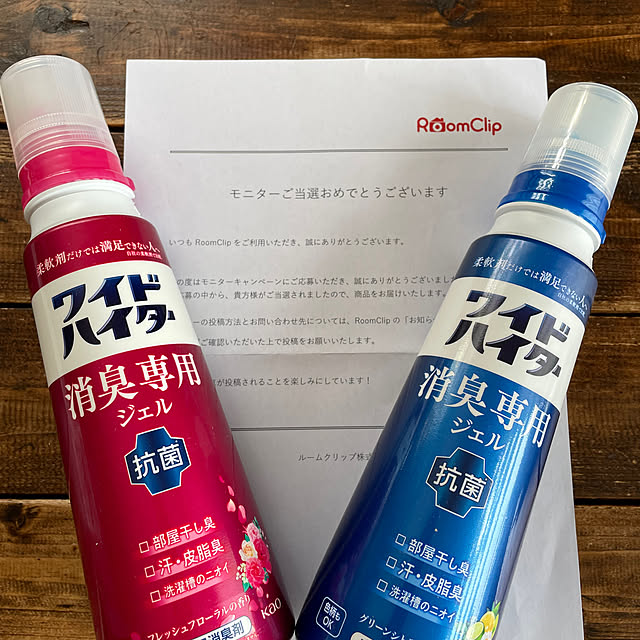 RoomClip
モニターご当選おめでとうございます
いつも RoomClip をご利用いただき、誠にありがとうございます。
の度はモニターキャンペーンにご応募いただき、誠にありがとうございまし
募の中から、貴方様がご当選されましたので、商品をお届けいたします。
ーの投稿方法とお問い合わせ先については、RoomClip の「お知ら
ご確認いただいた上で投稿をお願いいたします。
が投稿されることを楽しみにしています！
ルームクリップ株式
柔軟剤だけでは満足できない人へ
ワイド
ハイター
消臭専用
ジェル
抗菌
部屋干し臭
汗・皮脂臭
洗濯槽のニオイ
フレッシュフローラルの香り
Kao
消臭剤
柔軟剤だけでは満足できない人
ワイド
ハイター
消臭専用
ジェル
抗菌
部屋干し臭
汗・皮脂臭
洗濯槽のニオイ
色柄も
OK
グリーンシ